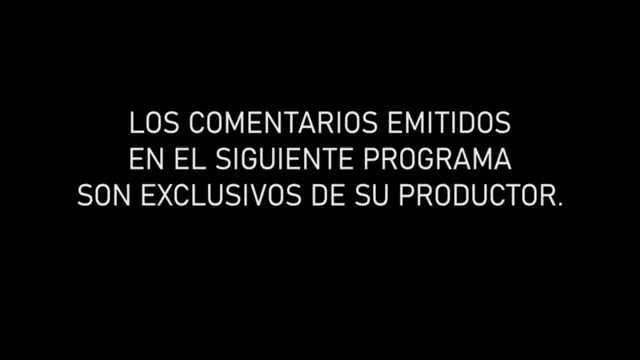 LOS COMENTARIOS EMITIDOS
EN EL SIGUIENTE PROGRAMA
SON EXCLUSIVOS DE SU PRODUCTOR.